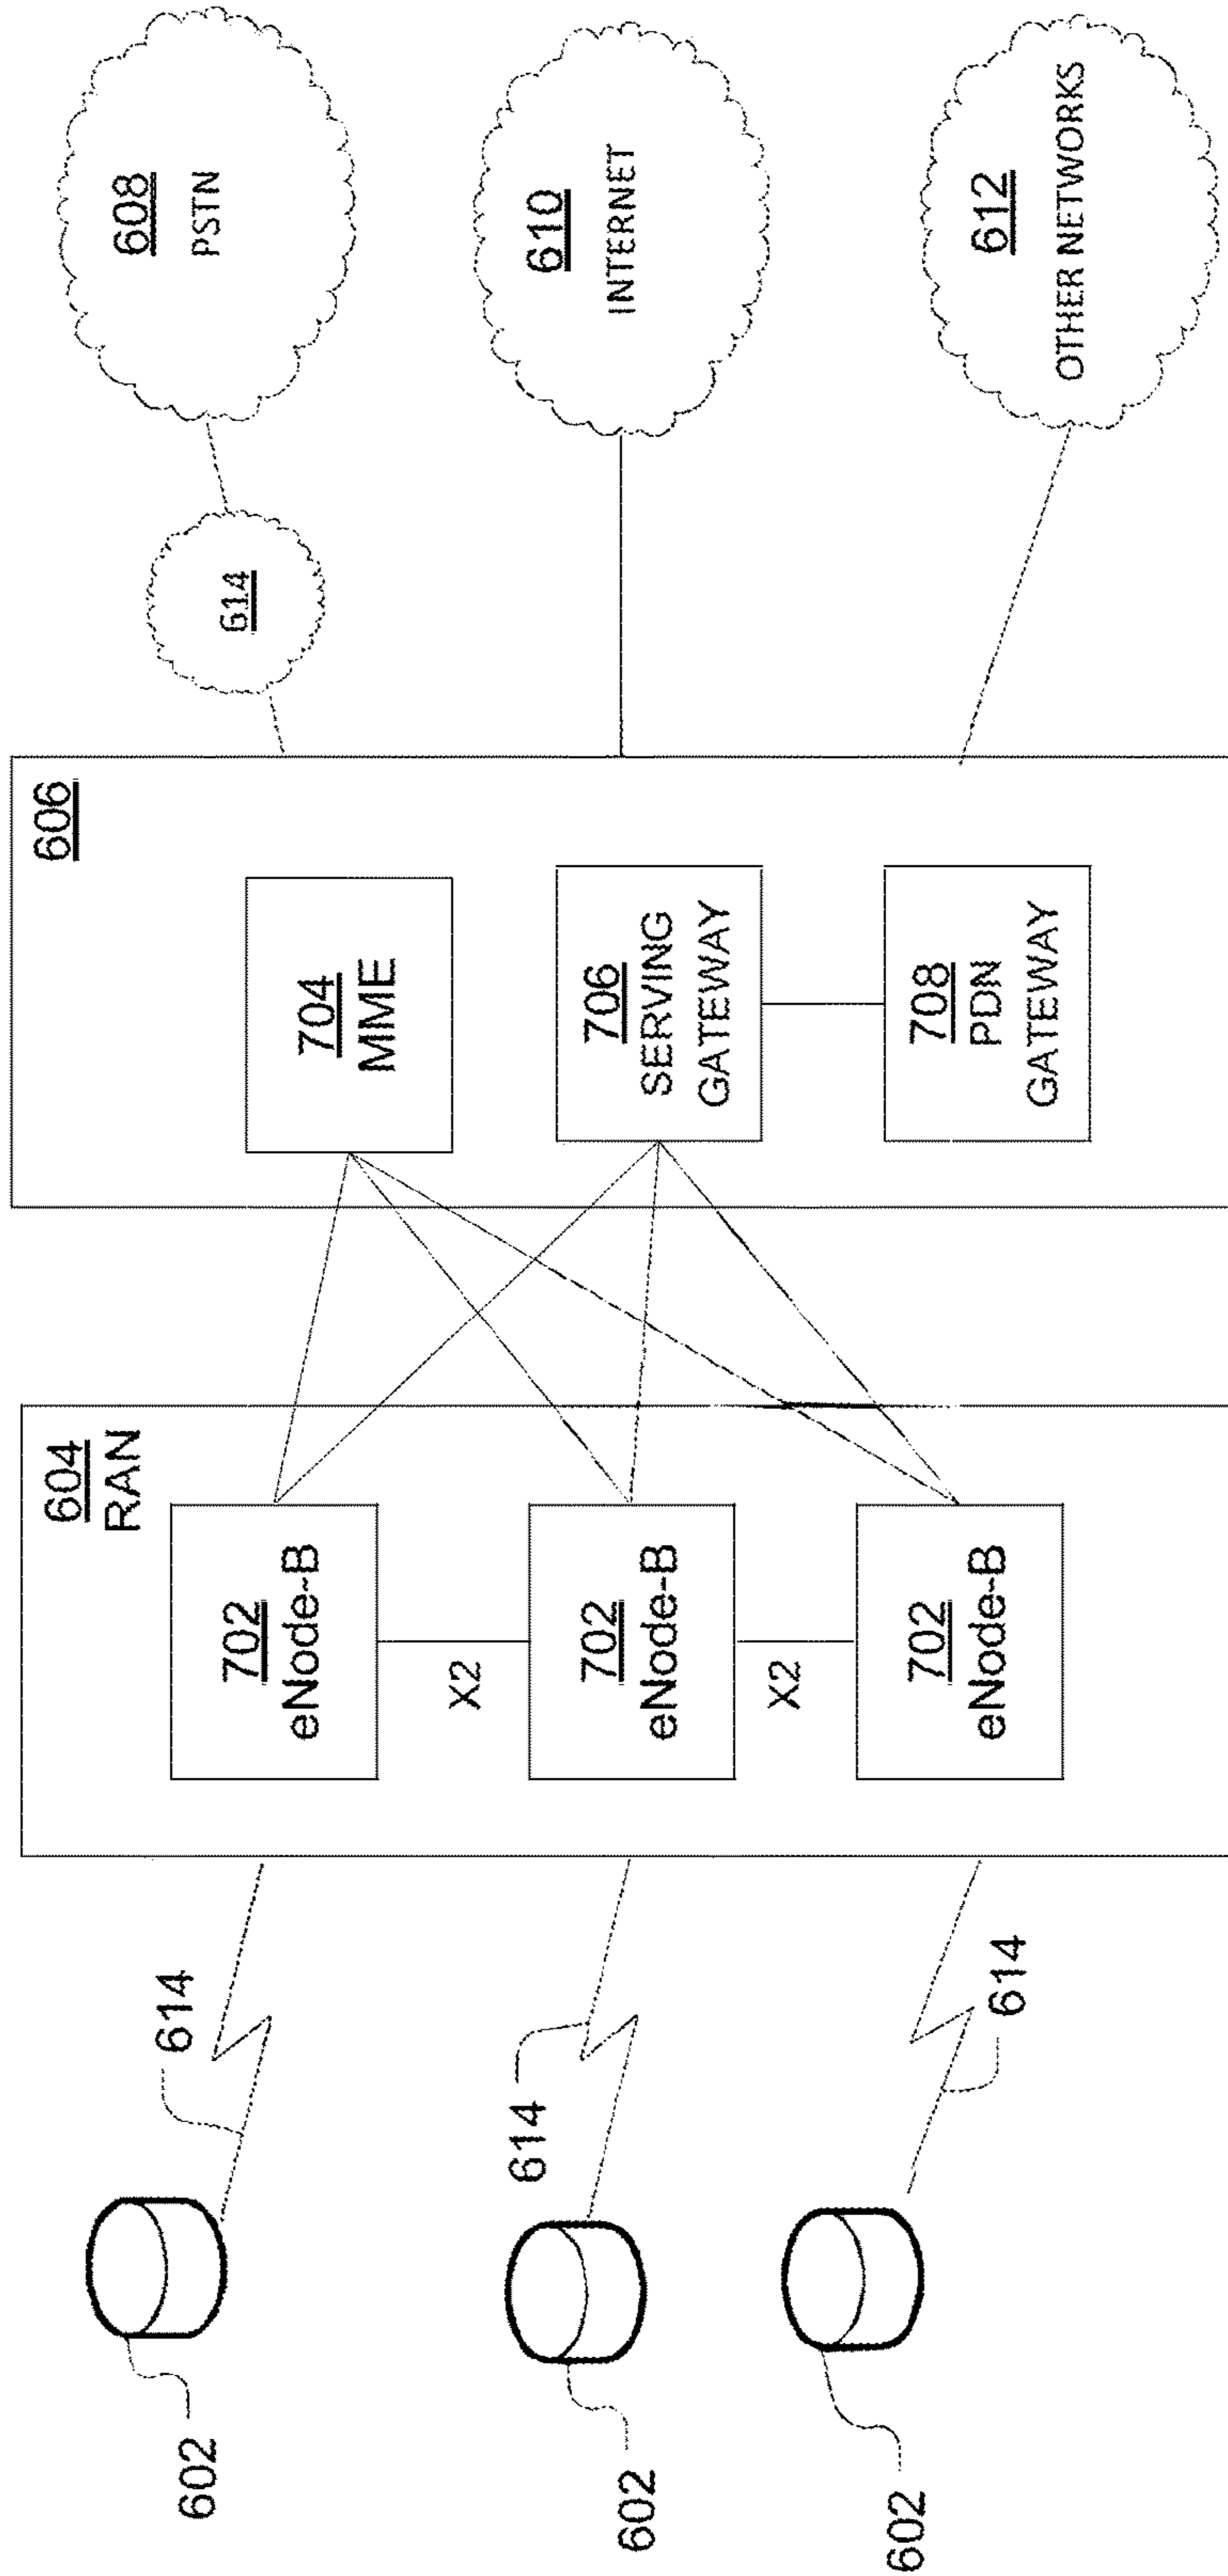 602
614
602
614
602
614
604
RAN
702
eNode-B
X2
702
eNode-B
X2
702
eNode-B
606
704
MME
706
SERVING
GATEWAY
708
PDN
GATEWAY
614
608
PSTN
610
INTERNET
612
OTHER NETWORKS